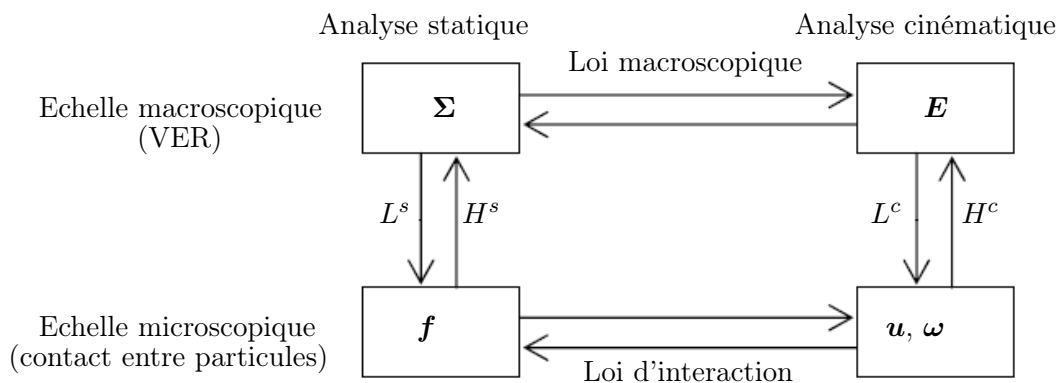 Analyse statique
Analyse cinématique
Loi macroscopique
Echelle macroscopique
(VER)
Σ
E
L^s
H^s
L^c
H^c
Echelle microscopique
(contact entre particules)
f
u, ω
Loi d'interaction